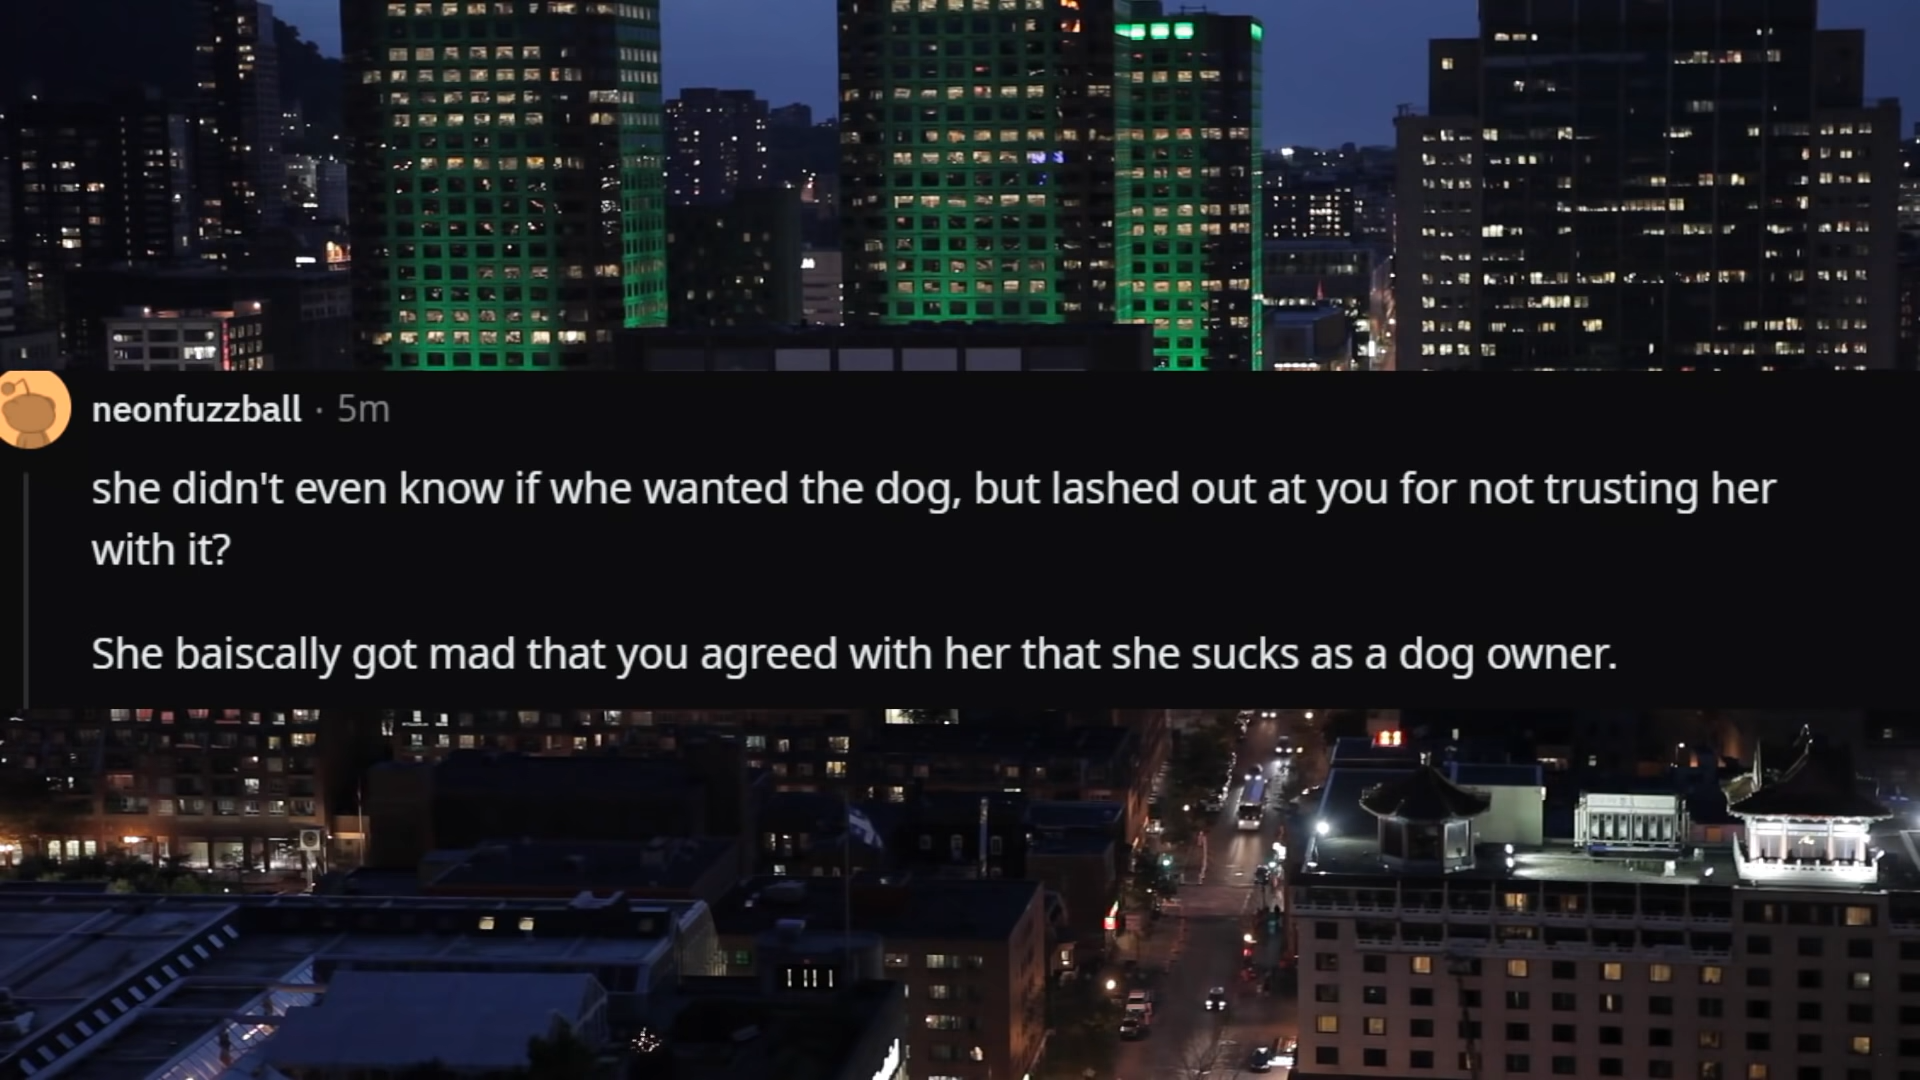 neonfuzzball · 5m
she didn't even know if whe wanted the dog, but lashed out at you for not trusting her
with it?
She baiscally got mad that you agreed with her that she sucks as a dog owner.